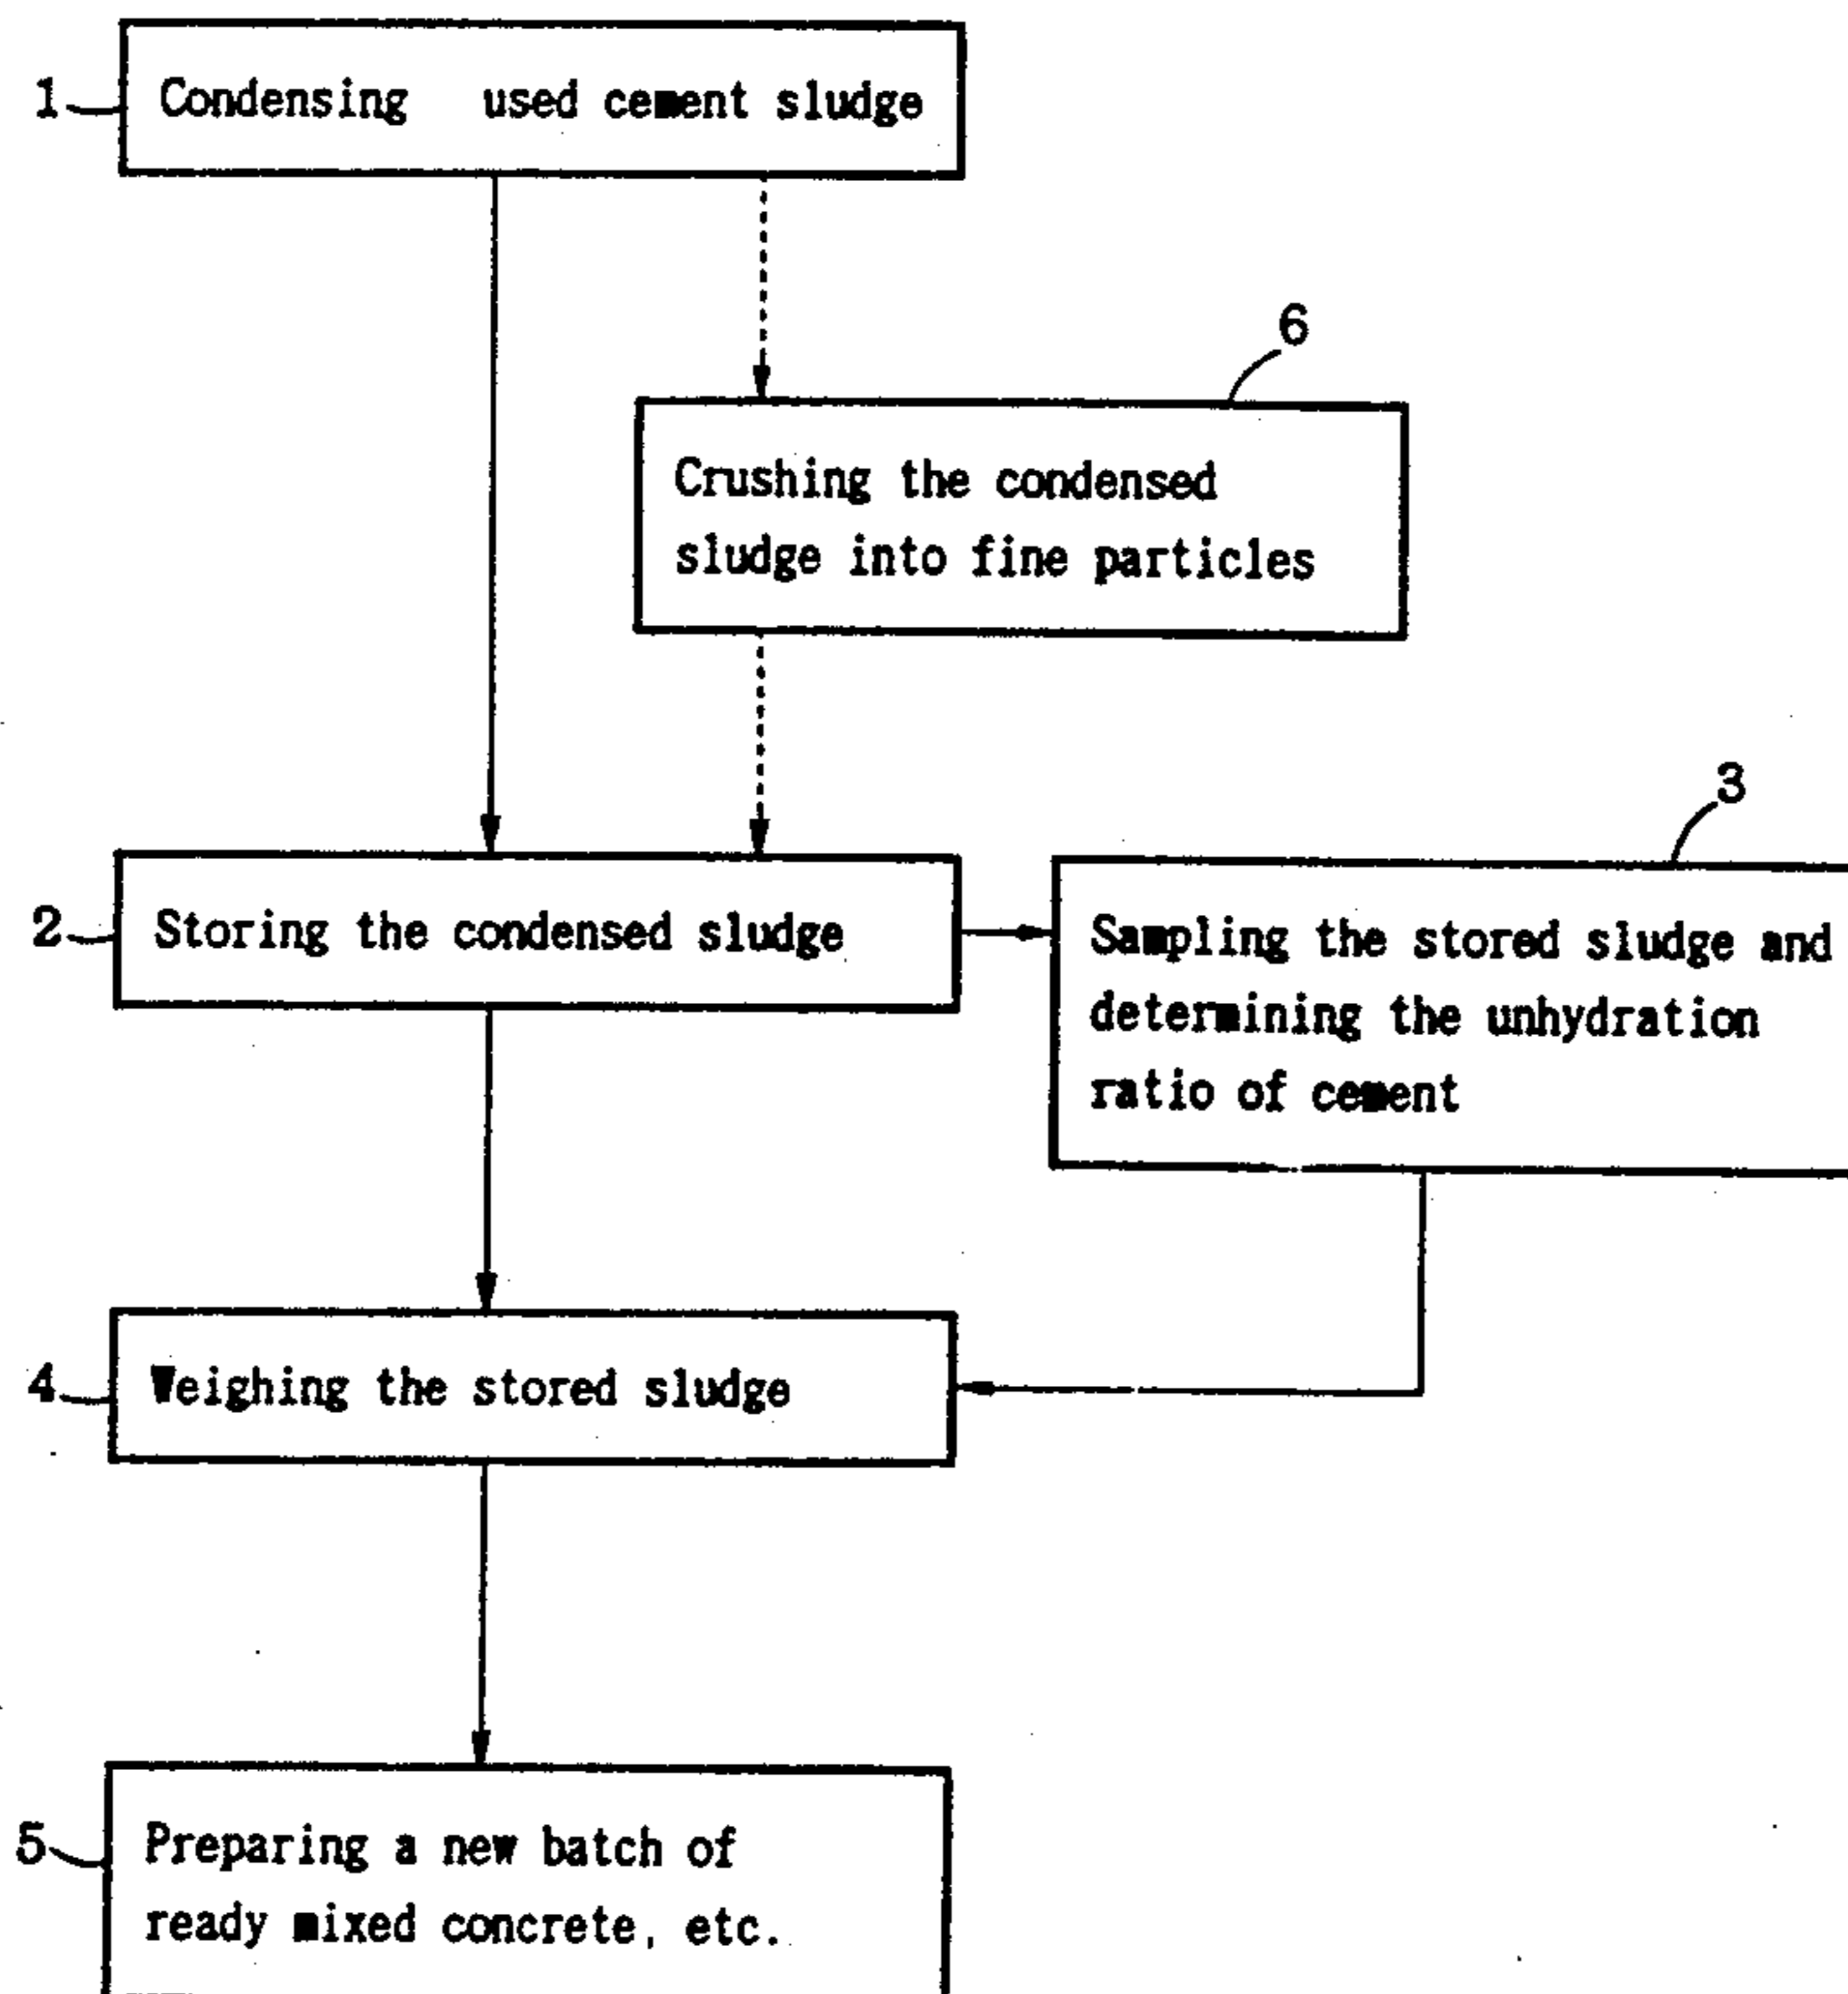 1
Condensing used cement sludge
6
Crushing the condensed
sludge into fine particles
3
2
Storing the condensed sludge
Sampling the stored sludge and
determining the unhydration
ratio of cement
4
Weighing the stored sludge
5
Preparing a new batch of
ready mixed concrete, etc.